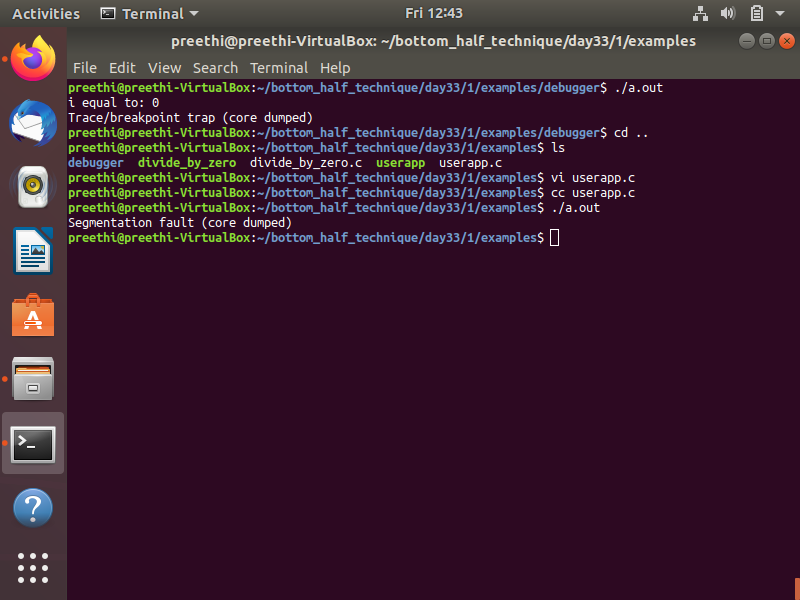 Activities Terminal Fri 12:43
preethi@preethi-VirtualBox: ~/bottom_half_technique/day33/1/examples
File Edit View Search Terminal Help
preethi@preethi-VirtualBox:~/bottom_half_technique/day33/1/examples/debugger$ ./a.out
i equal to: 0
Trace/breakpoint trap (core dumped)
preethi@preethi-VirtualBox:~/bottom_half_technique/day33/1/examples/debugger$ cd ..
preethi@preethi-VirtualBox:~/bottom_half_technique/day33/1/examples$ ls
debugger divide_by_zero divide_by_zero.c userapp userapp.c
preethi@preethi-VirtualBox:~/bottom_half_technique/day33/1/examples$ vi userapp.c
preethi@preethi-VirtualBox:~/bottom_half_technique/day33/1/examples$ cc userapp.c
preethi@preethi-VirtualBox:~/bottom_half_technique/day33/1/examples$ ./a.out
Segmentation fault (core dumped)
preethi@preethi-VirtualBox:~/bottom_half_technique/day33/1/examples$